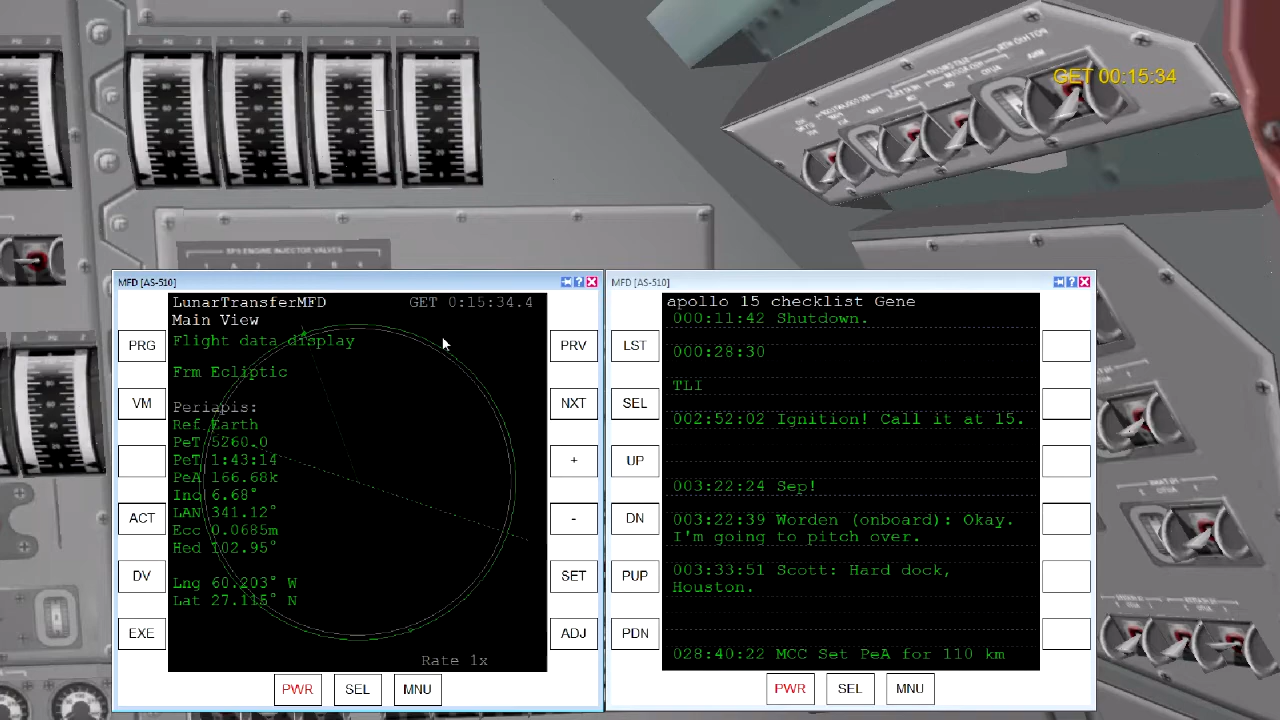 GET 00:15:34
SPS ENGINE INJECTOR VALVES
MFD [AS-510]
LunarTransferMFD GET 0:15:34.4
Main View
Flight data display
Frm Ecliptic
Periapis:
Ref Earth
PeT 5260.0
PeT 1:43:14
PeA 166.68k
Inc 6.68°
LAN 341.12°
Ecc 0.0685m
Hed 102.95°
Lng 60.203° W
Lat 27.115° N
Rate 1x
PRG
VM
ACT
DV
EXE
PRV
NXT
+
-
SET
ADJ
PWR SEL MNU
MFD [AS-510]
apollo 15 checklist Gene
000:11:42 Shutdown.
000:28:30
TLI
002:52:02 Ignition! Call it at 15.
003:22:24 Sep!
003:22:39 Worden (onboard): Okay.
I'm going to pitch over.
003:33:51 Scott: Hard dock,
Houston.
028:40:22 MCC Set PeA for 110 km
LST
SEL
UP
DN
PUP
PDN
PWR SEL MNU